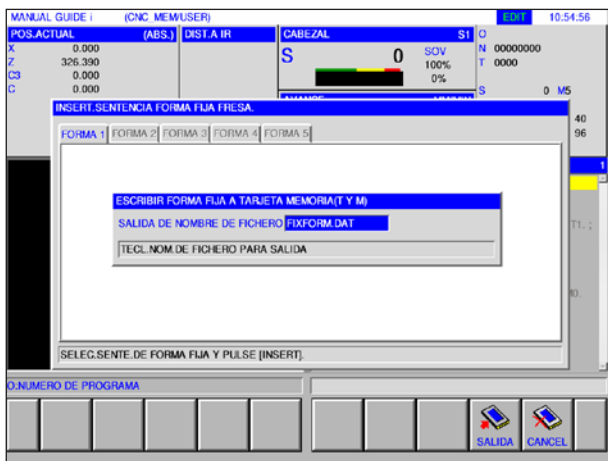 MANUAL GUIDE i (CNC_MEM/USER) EDIT 10:54:56
POS.ACTUAL (ABS.) DIST.A IR CABEZAL S1 O
X 0.000 S 0 SOV N 00000000
Z 326.390 100% T 0000
C3 0.000 0%
C 0.000 S 0 M5
INSERT.SENTENCIA FORMA FIJA FRESA.
40
FORMA 1 FORMA 2 FORMA 3 FORMA 4 FORMA 5
96
1
ESCRIBIR FORMA FIJA A TARJETA MEMORIA(T Y M)
SALIDA DE NOMBRE DE FICHERO FIXFORM.DAT
T1. ;
TECL.NOM.DE FICHERO PARA SALIDA
SELEC.SENTE.DE FORMA FIJA Y PULSE [INSERT].
O:NUMERO DE PROGRAMA
SALIDA CANCEL